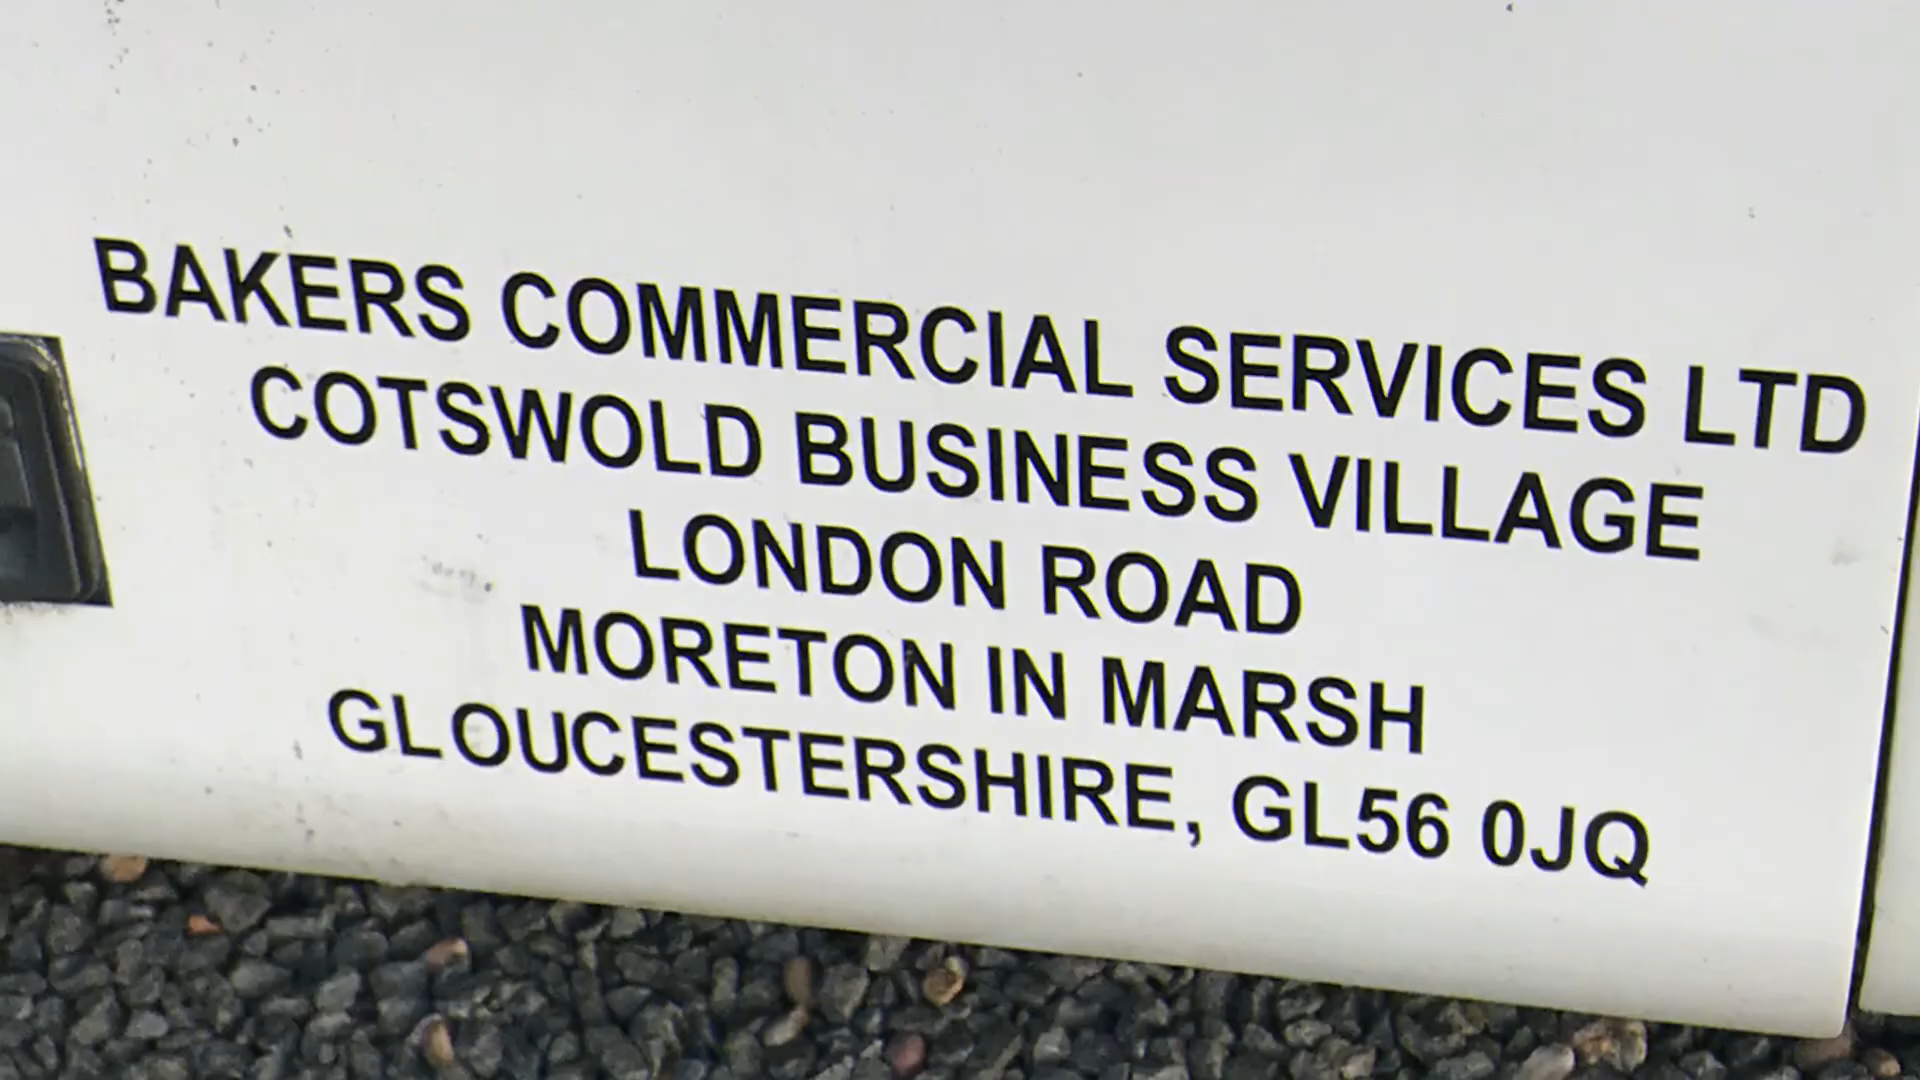 BAKERS COMMERCIAL SERVICES LTD
COTSWOLD BUSINESS VILLAGE
LONDON ROAD
MORETON IN MARSH
GLOUCESTERSHIRE, GL56 0JQ